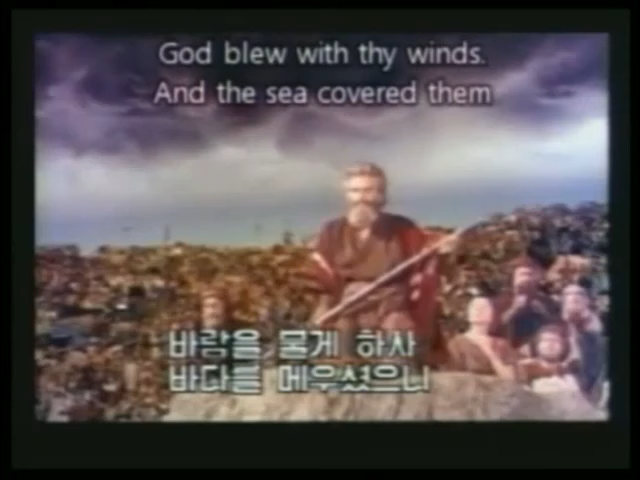 God blew with thy winds.
And the sea covered them
바람을 불게 하사
바다를 메우셨으니